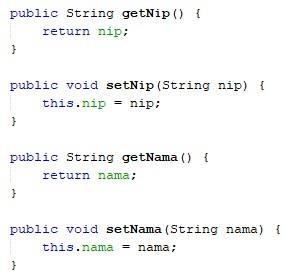 public String getNip() {
    return nip;
}

public void setNip(String nip) {
    this.nip = nip;
}

public String getNama() {
    return nama;
}

public void setNama(String nama) {
    this.nama = nama;
}